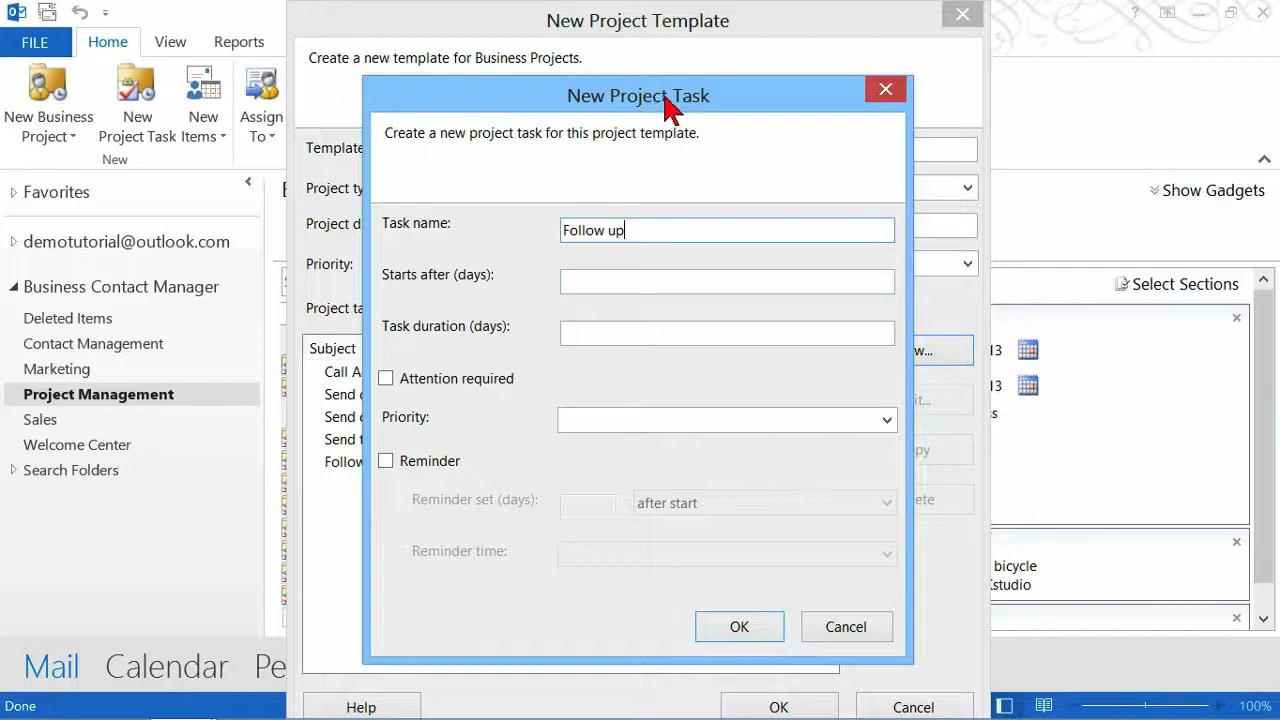 New Project Template
FILE
Home
View
Reports
New Business
Project
New
Project Task
New
Items
Assign
To
New
Create a new template for Business Projects.
New Project Task
Create a new project task for this project template.
Template
Project
Project
Priority:
Project
Subject
Call
Send
Send
Send
Task name:
Follow up
Starts after (days):
Task duration (days):
Attention required
Priority:
Reminder
Reminder set (days):
after start
Reminder time:
OK
Cancel
Favorites
demotutorial@outlook.com
Business Contact Manager
Deleted Items
Contact Management
Marketing
Project Management
Sales
Welcome Center
Search Folders
Show Gadgets
Select Sections
13
13
bicycle
Mail
Calendar
Help
OK
Cancel
Done
100%